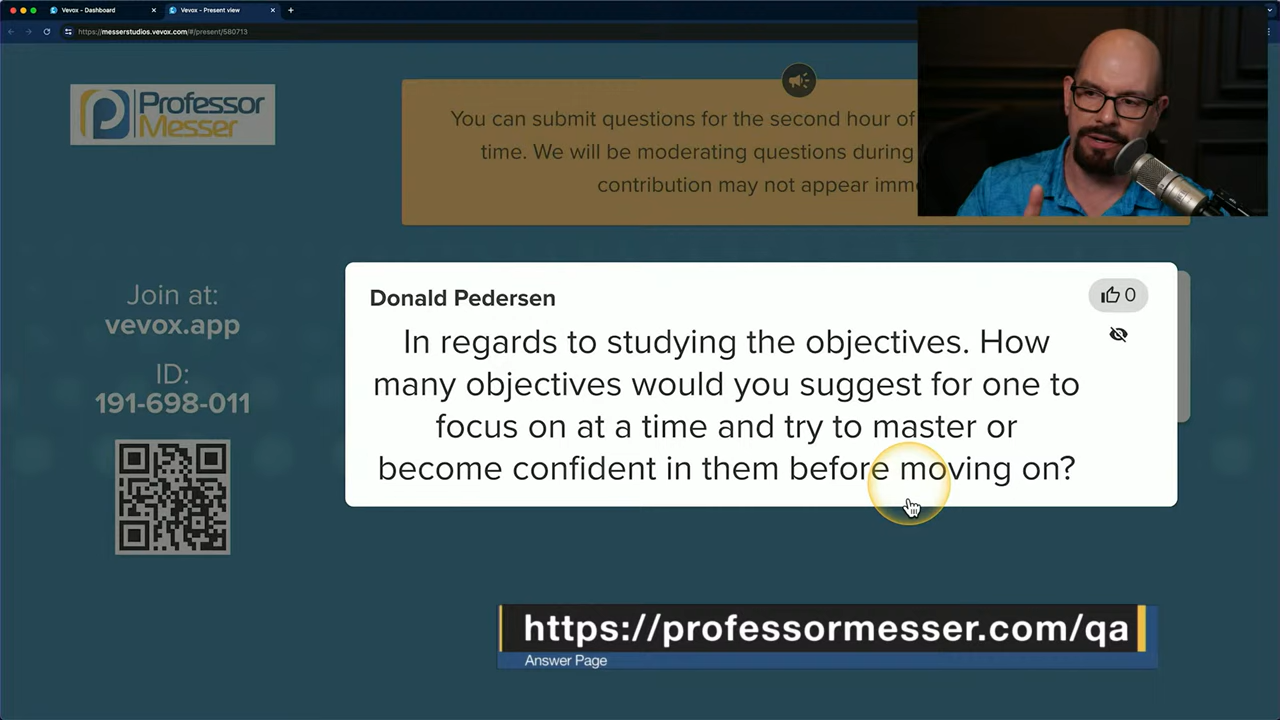 Vevox - Dashboard
Vevox - Present view
https://messerstudios.vevox.com/#/present/580713
Professor
Messer
You can submit questions for the second hour of
time. We will be moderating questions during
contribution may not appear imme
Join at:
vevox.app
ID:
191-698-011
Donald Pedersen
0
In regards to studying the objectives. How
many objectives would you suggest for one to
focus on at a time and try to master or
become confident in them before moving on?
https://professormesser.com/qa
Answer Page